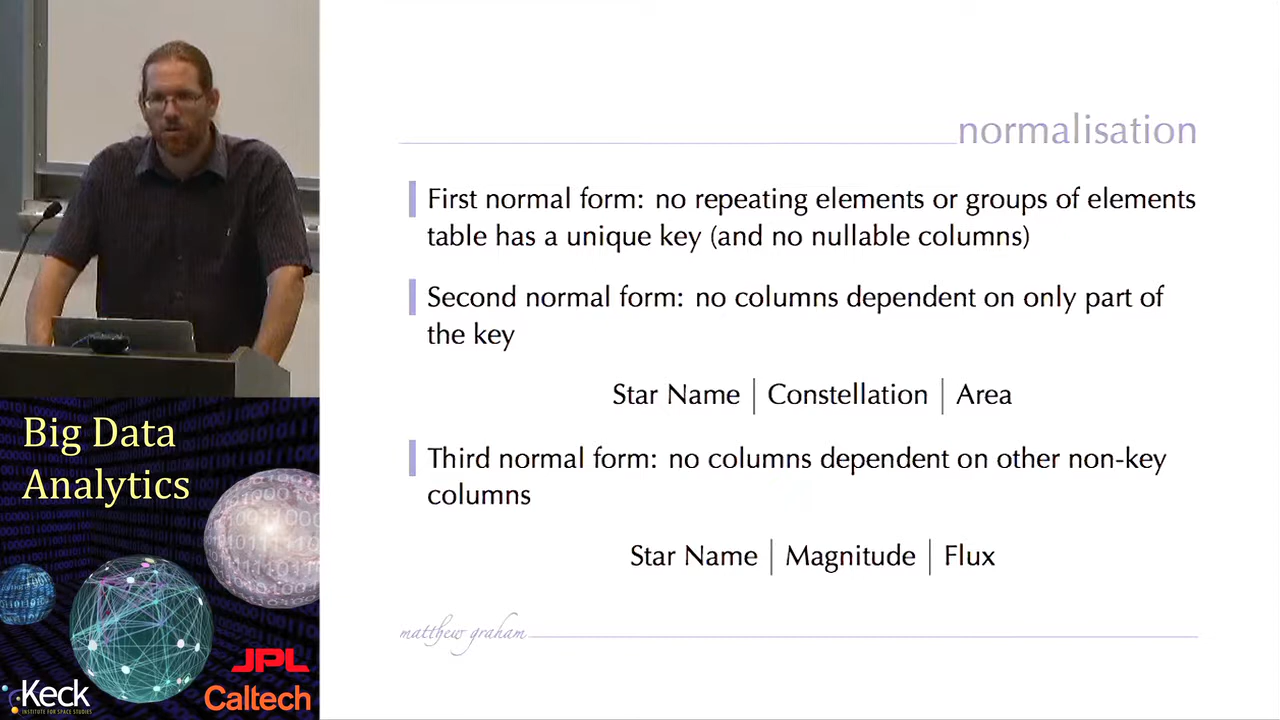 normalisation
First normal form: no repeating elements or groups of elements
table has a unique key (and no nullable columns)
Second normal form: no columns dependent on only part of
the key
Star Name | Constellation | Area
Third normal form: no columns dependent on other non-key
columns
Star Name | Magnitude | Flux
matthew graham
Big Data
Analytics
JPL
Keck
INSTITUTE FOR SPACE STUDIES
Caltech